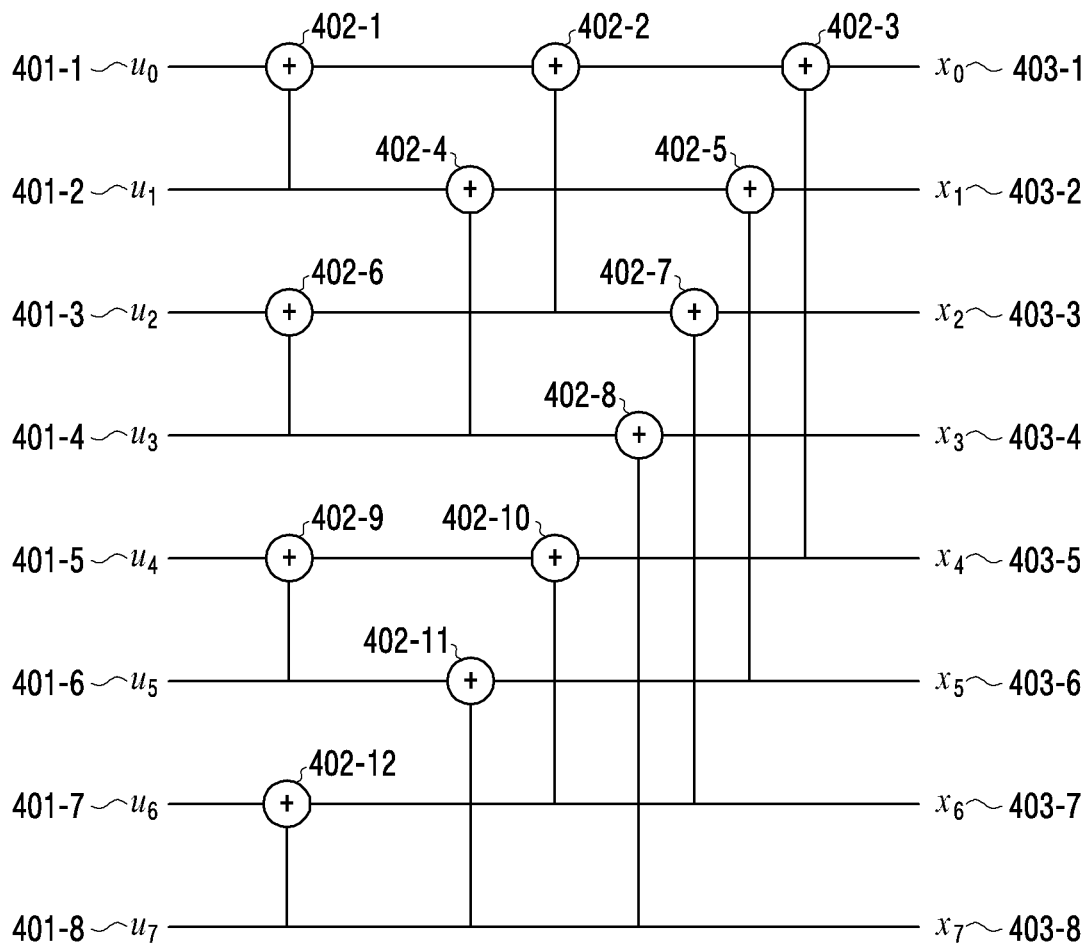 402-1 402-2 402-3
401-1 u₀ + + + x₀ 403-1
402-4 402-5
401-2 u₁ + + x₁ 403-2
402-6 402-7
401-3 u₂ + + x₂ 403-3
402-8
401-4 u₃ + x₃ 403-4
402-9 402-10
401-5 u₄ + + x₄ 403-5
402-11
401-6 u₅ + x₅ 403-6
402-12
401-7 u₆ + x₆ 403-7
401-8 u₇ x₇ 403-8